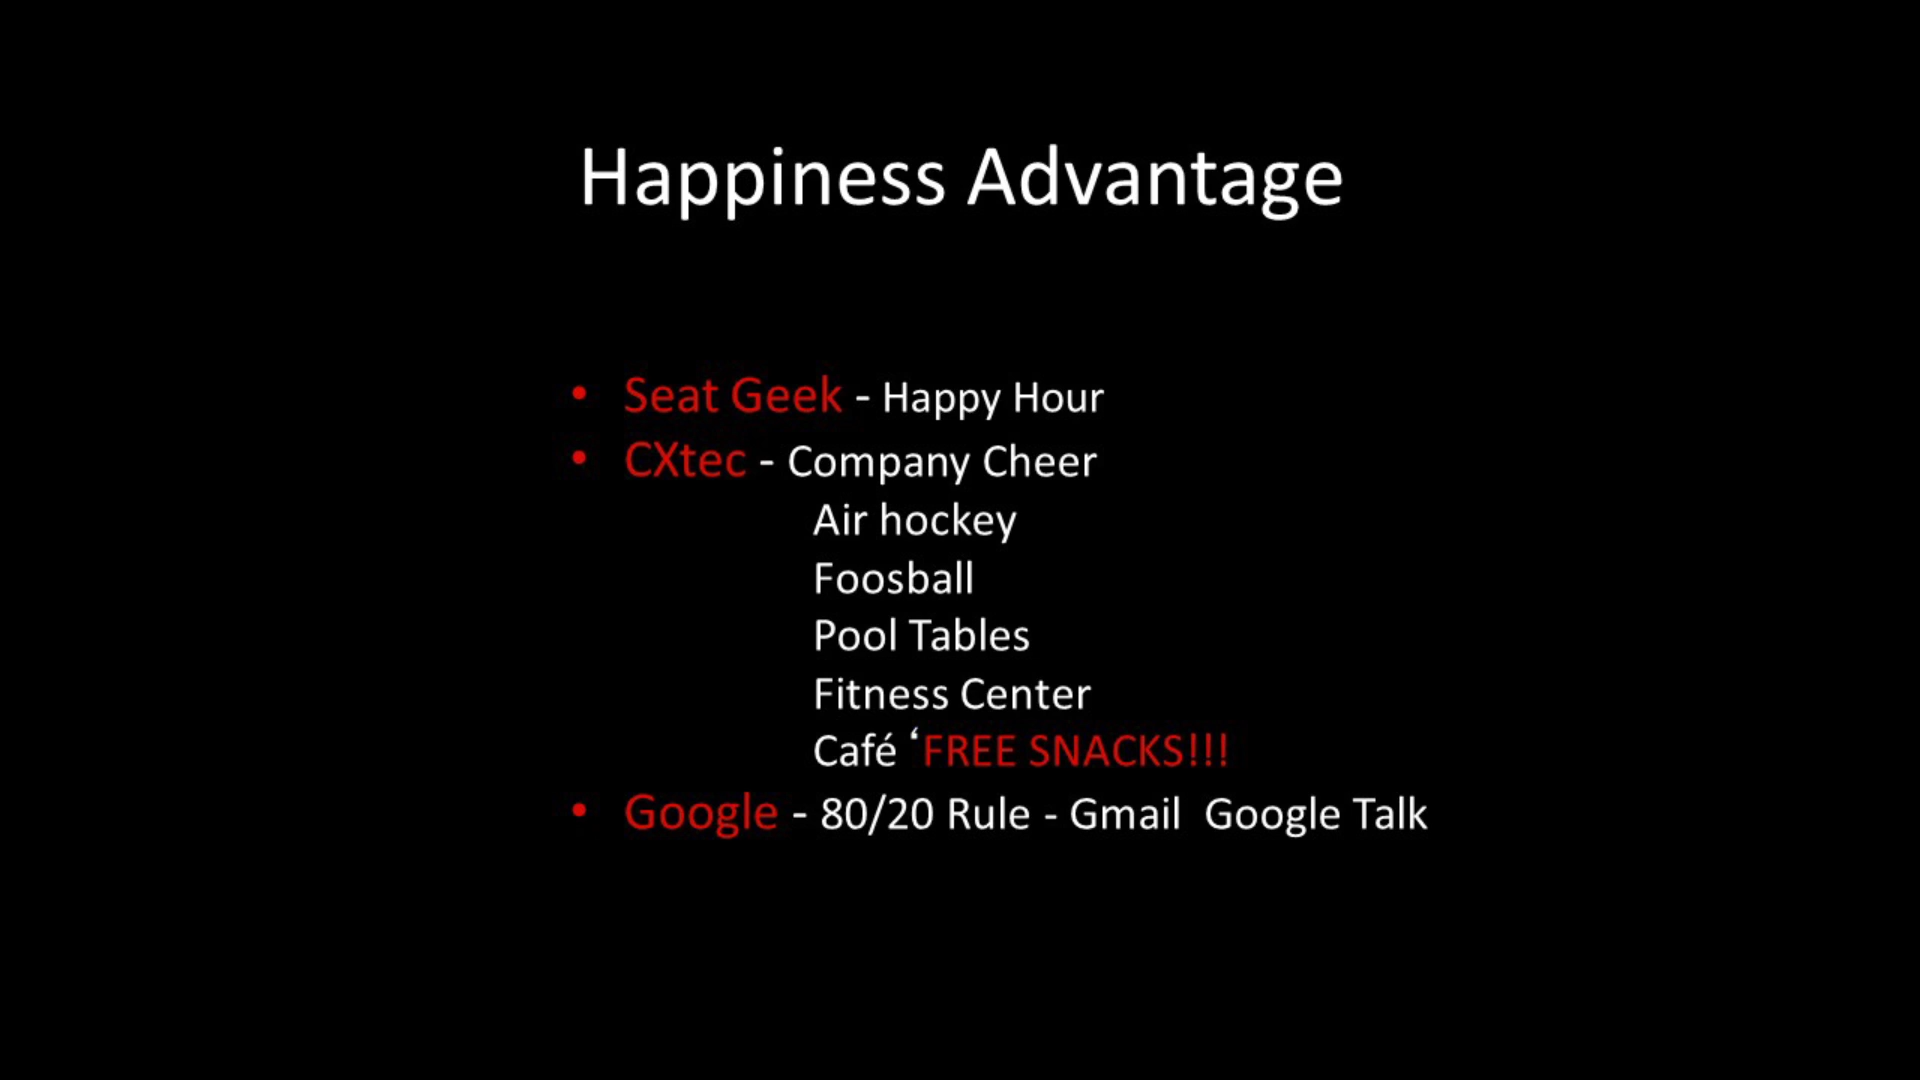 Happiness Advantage
• Seat Geek - Happy Hour
• CXtec - Company Cheer
Air hockey
Foosball
Pool Tables
Fitness Center
Café ‘FREE SNACKS!!!
• Google - 80/20 Rule - Gmail  Google Talk